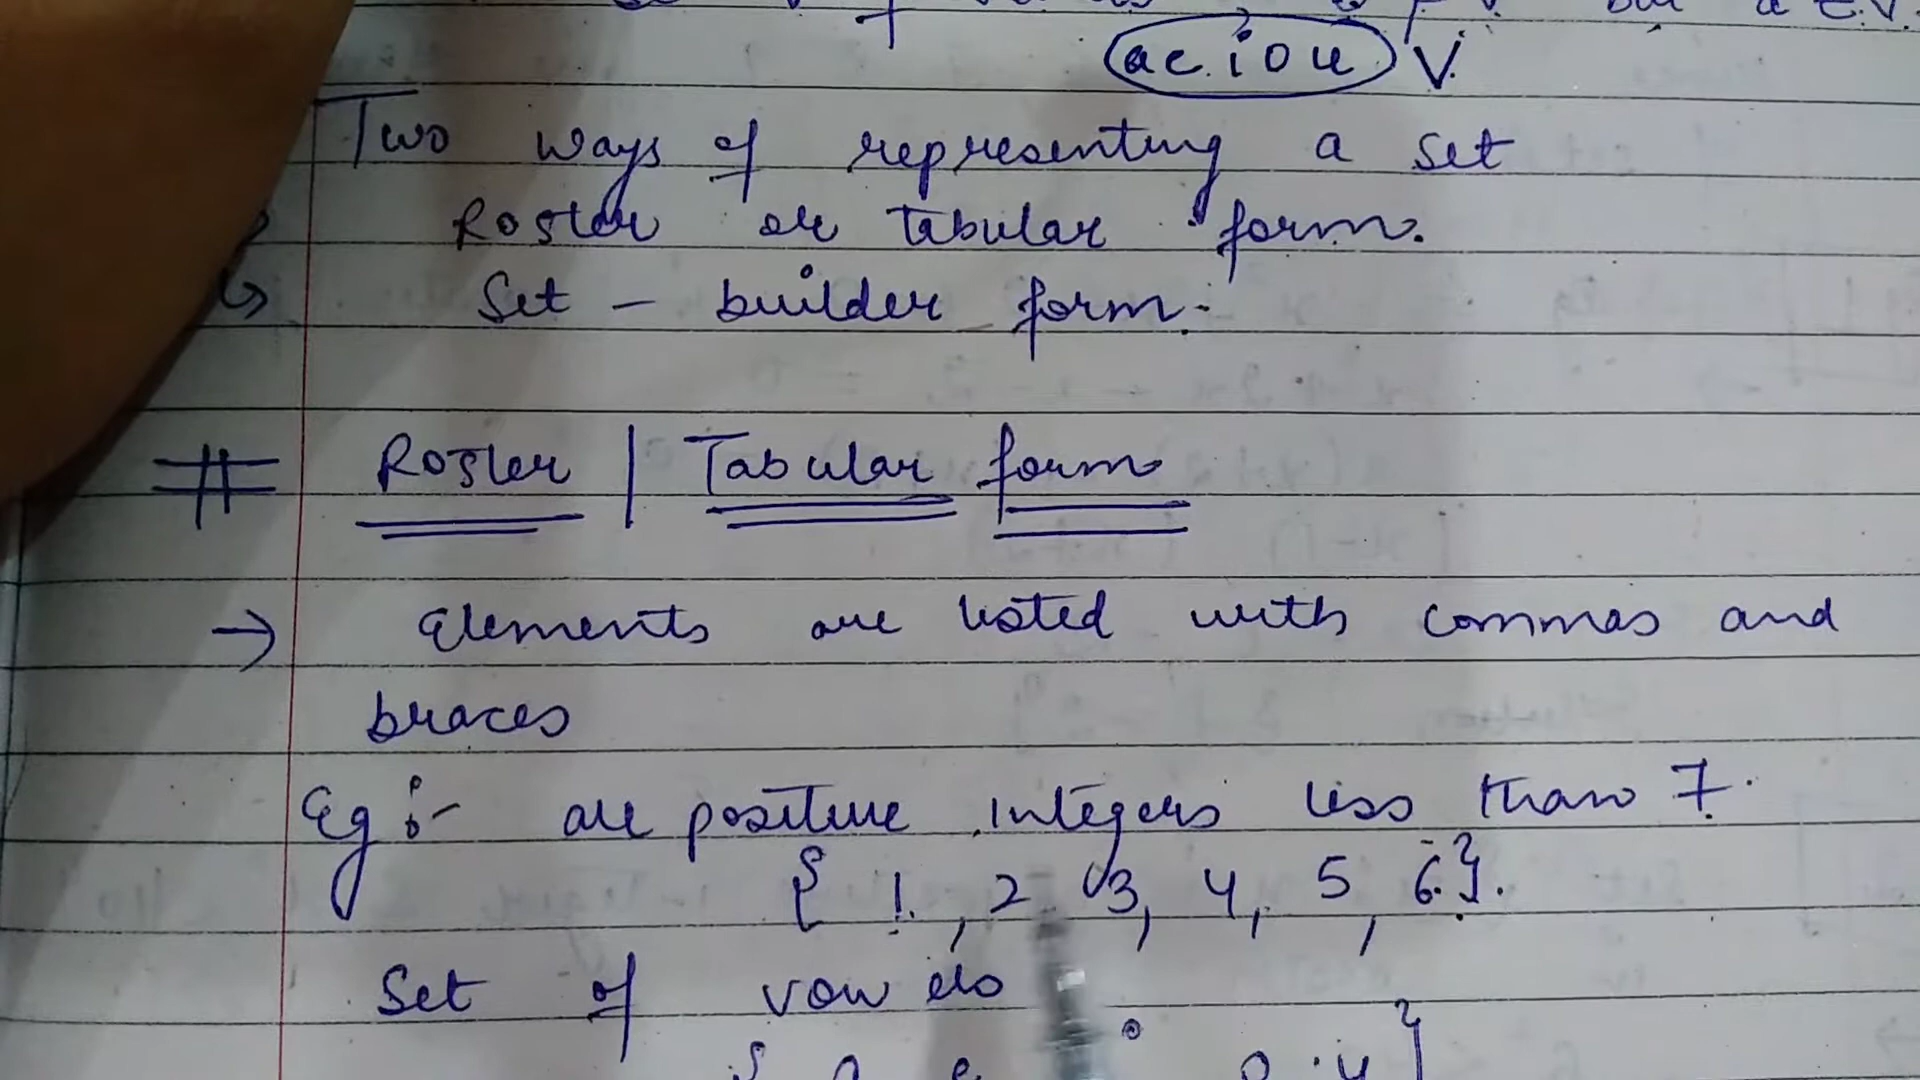 but a E.V.
aeiou V.
Two ways of representing a set
Roster or tabular form.
↳ Set - builder form.
# Roster | Tabular form
→ Elements are listed with commas and
braces
Eg :- all positive integers less than 7.
{ 1, 2, 3, 4, 5, 6 }.
Set of vowels
{ a e i o u }